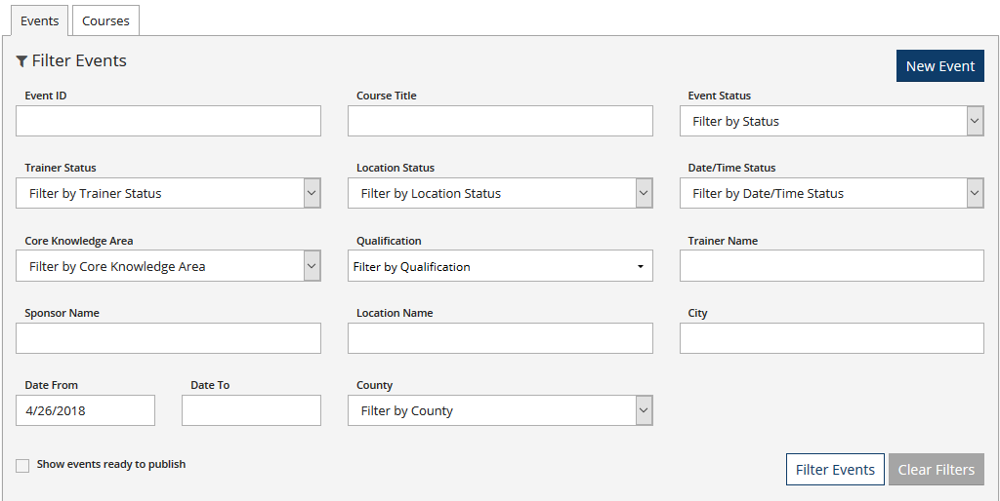 Events Courses
Filter Events New Event
Event ID Course Title Event Status
Filter by Status
Trainer Status Location Status Date/Time Status
Filter by Trainer Status Filter by Location Status Filter by Date/Time Status
Core Knowledge Area Qualification Trainer Name
Filter by Core Knowledge Area Filter by Qualification
Sponsor Name Location Name City
Date From Date To County
4/26/2018 Filter by County
Show events ready to publish
Filter Events Clear Filters